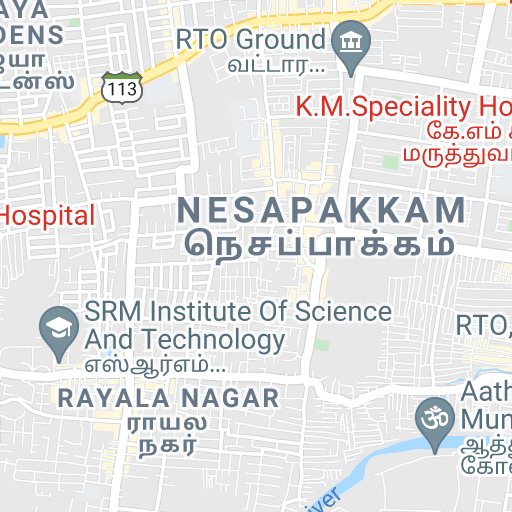 AYA
DENS
RTO Ground
வட்டார...
113
K.M.Speciality Ho
கே.எம்
மருத்துவ
Hospital
NESAPAKKAM
நெசப்பாக்கம்
SRM Institute Of Science
And Technology
எஸ்ஆர்எம்...
RTO,
RAYALA NAGAR
ராயல
நகர்
Aath
Mun
ஆத்
கோ
iver